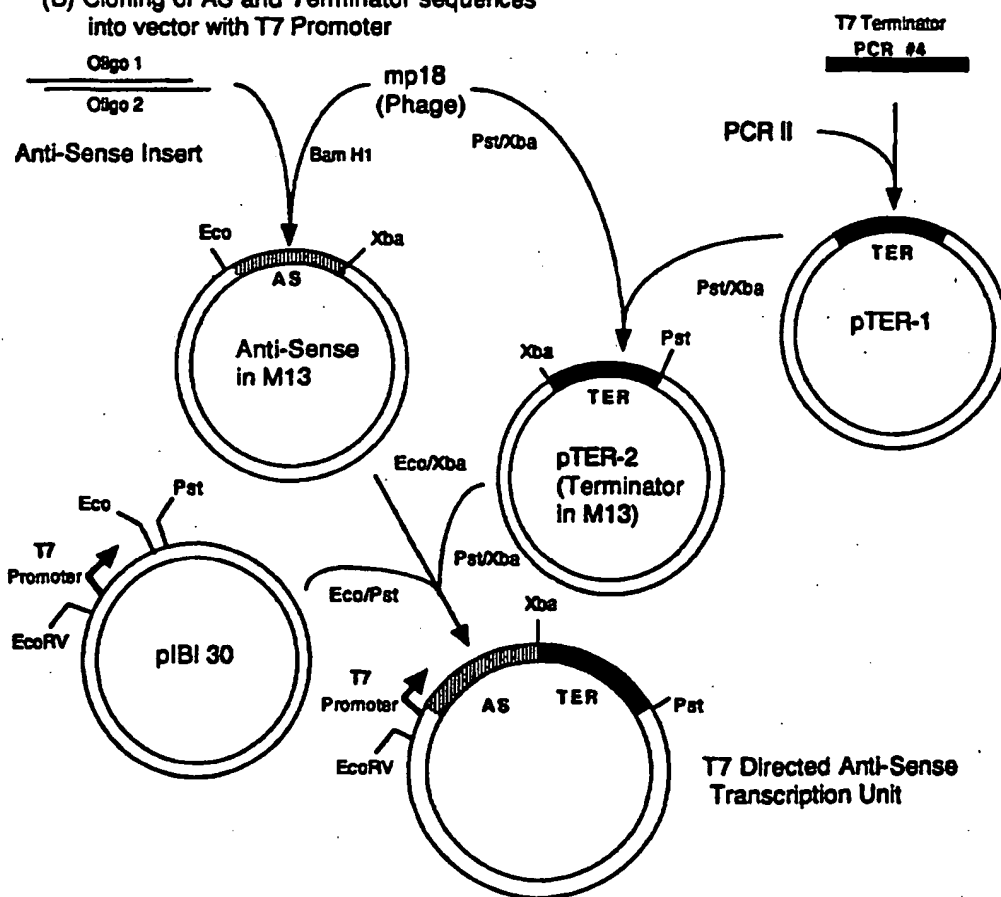 (B) Cloning of AS and Terminator sequences
into vector with T7 Promoter
Oligo 1
Oligo 2
Anti-Sense Insert
mp18
(Phage)
Bam H1
Pst/Xba
T7 Terminator
PCR #4
PCR II
Eco
Xba
AS
Anti-Sense
in M13
Pst/Xba
TER
pTER-1
Xba
Pst
TER
pTER-2
(Terminator
in M13)
Eco/Xba
Pst/Xba
Eco/Pst
Eco
Pst
T7
Promoter
EcoRV
pIBI 30
Xba
T7
Promoter
AS
TER
Pst
EcoRV
T7 Directed Anti-Sense
Transcription Unit